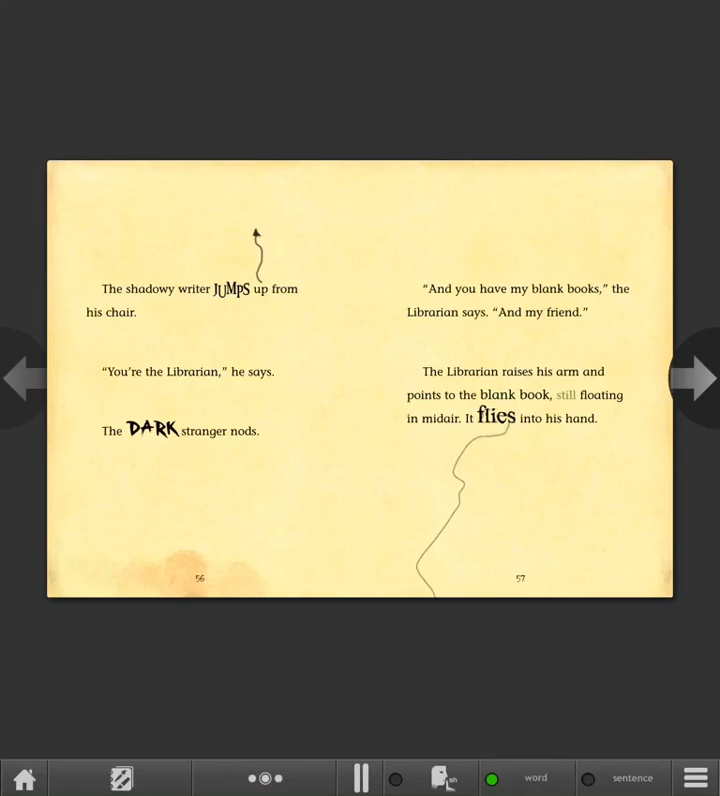 The shadowy writer JUMPS up from
his chair.
“You’re the Librarian,” he says.
The DARK stranger nods.
56
“And you have my blank books,” the
Librarian says. “And my friend.”
The Librarian raises his arm and
points to the blank book, still floating
in midair. It flies into his hand.
57
sh
word
sentence